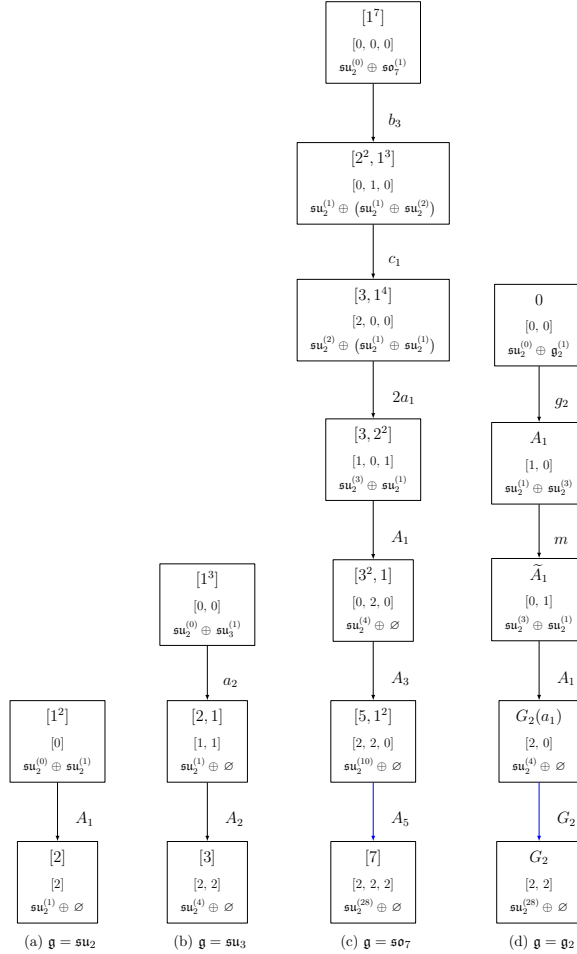 [1^2]
[0]
𝔰𝔲_2^{(0)} ⊕ 𝔰𝔲_2^{(1)}
A_1
[2]
[2]
𝔰𝔲_2^{(1)} ⊕ ∅
(a) 𝔤 = 𝔰𝔲_2
[1^3]
[0, 0]
𝔰𝔲_2^{(0)} ⊕ 𝔰𝔲_3^{(1)}
a_2
[2, 1]
[1, 1]
𝔰𝔲_2^{(1)} ⊕ ∅
A_2
[3]
[2, 2]
𝔰𝔲_2^{(4)} ⊕ ∅
(b) 𝔤 = 𝔰𝔲_3
[1^7]
[0, 0, 0]
𝔰𝔲_2^{(0)} ⊕ 𝔰𝔬_7^{(1)}
b_3
[2^2, 1^3]
[0, 1, 0]
𝔰𝔲_2^{(1)} ⊕ (𝔰𝔲_2^{(1)} ⊕ 𝔰𝔲_2^{(2)})
c_1
[3, 1^4]
[2, 0, 0]
𝔰𝔲_2^{(2)} ⊕ (𝔰𝔲_2^{(1)} ⊕ 𝔰𝔲_2^{(1)})
2a_1
[3, 2^2]
[1, 0, 1]
𝔰𝔲_2^{(3)} ⊕ 𝔰𝔲_2^{(1)}
A_1
[3^2, 1]
[0, 2, 0]
𝔰𝔲_2^{(4)} ⊕ ∅
A_3
[5, 1^2]
[2, 2, 0]
𝔰𝔲_2^{(10)} ⊕ ∅
A_5
[7]
[2, 2, 2]
𝔰𝔲_2^{(28)} ⊕ ∅
(c) 𝔤 = 𝔰𝔬_7
0
[0, 0]
𝔰𝔲_2^{(0)} ⊕ 𝔤_2^{(1)}
g_2
A_1
[1, 0]
𝔰𝔲_2^{(1)} ⊕ 𝔰𝔲_2^{(3)}
m
Ã_1
[0, 1]
𝔰𝔲_2^{(3)} ⊕ 𝔰𝔲_2^{(1)}
A_1
G_2(a_1)
[2, 0]
𝔰𝔲_2^{(4)} ⊕ ∅
G_2
G_2
[2, 2]
𝔰𝔲_2^{(28)} ⊕ ∅
(d) 𝔤 = 𝔤_2